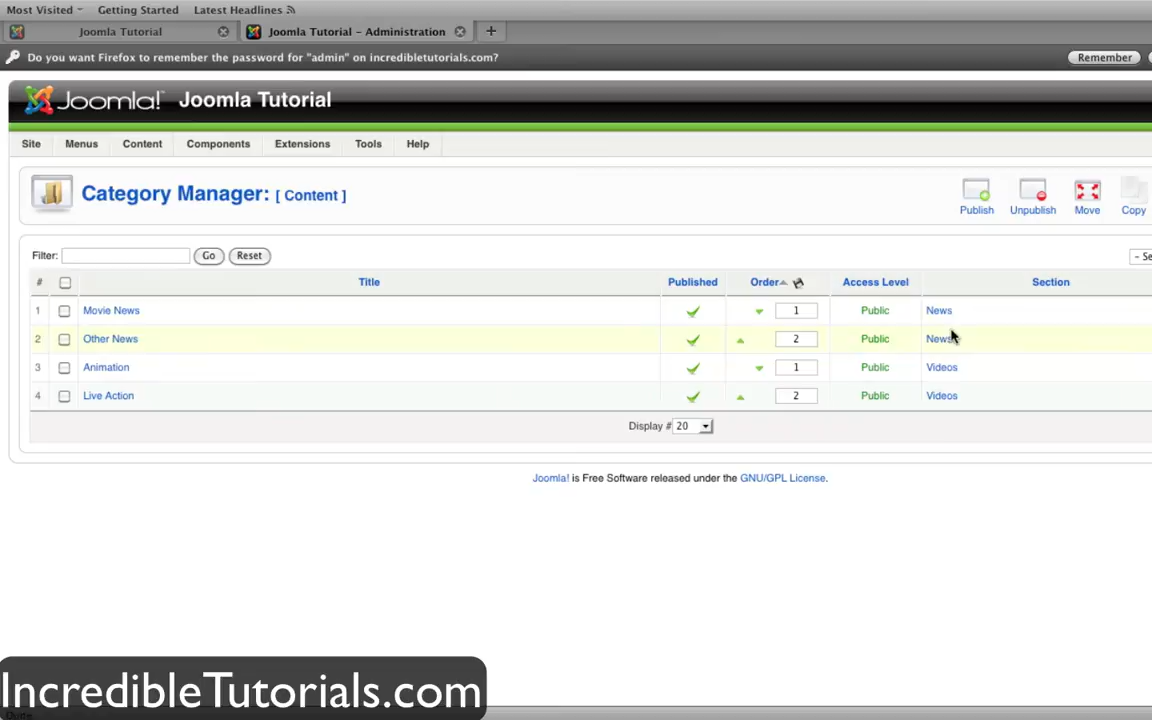 Most Visited Getting Started Latest Headlines
Joomla Tutorial Joomla Tutorial - Administration +
Do you want Firefox to remember the password for "admin" on incredibletutorials.com? Remember
Joomla!™ Joomla Tutorial
Site Menus Content Components Extensions Tools Help
Category Manager: [ Content ]
Publish Unpublish Move Copy
Filter: Go Reset - Se
# Title Published Order Access Level Section
1 Movie News 1 Public News
2 Other News 2 Public News
3 Animation 1 Public Videos
4 Live Action 2 Public Videos
Display # 20
Joomla! is Free Software released under the GNU/GPL License.
IncredibleTutorials.com